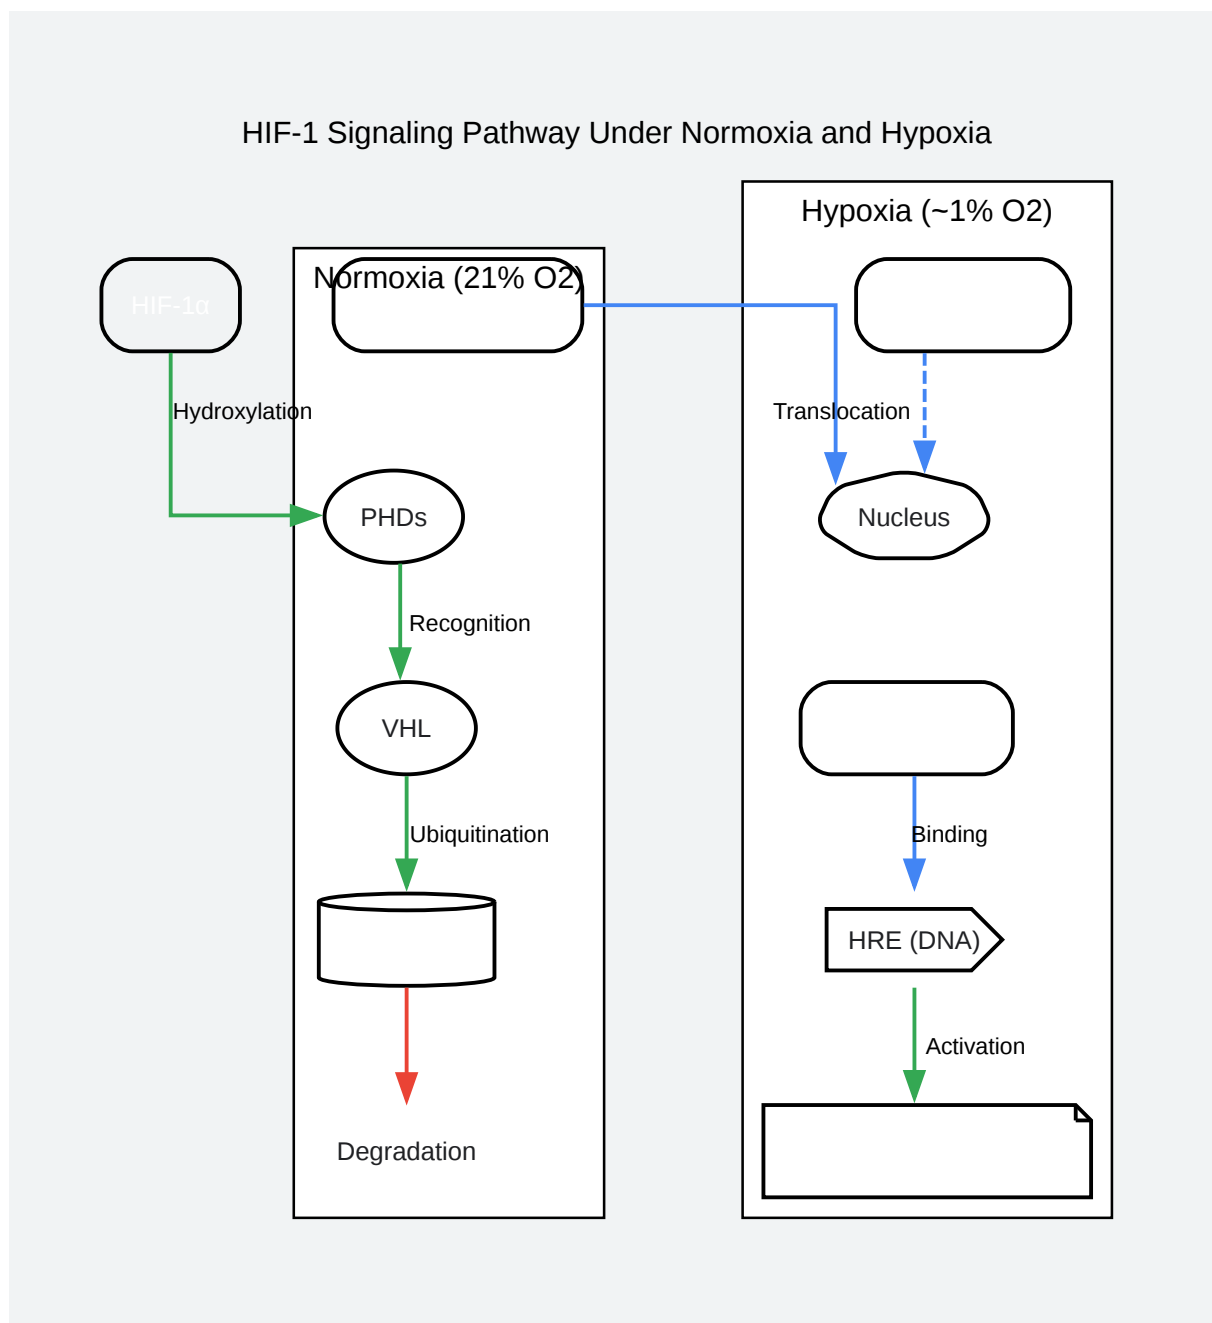 HIF-1 Signaling Pathway Under Normoxia and Hypoxia
Hypoxia (~1% O2)
Normoxia (21% O2)
HIF-1α
Hydroxylation
Translocation
PHDs
Nucleus
Recognition
VHL
Ubiquitination
Binding
HRE (DNA)
Activation
Degradation